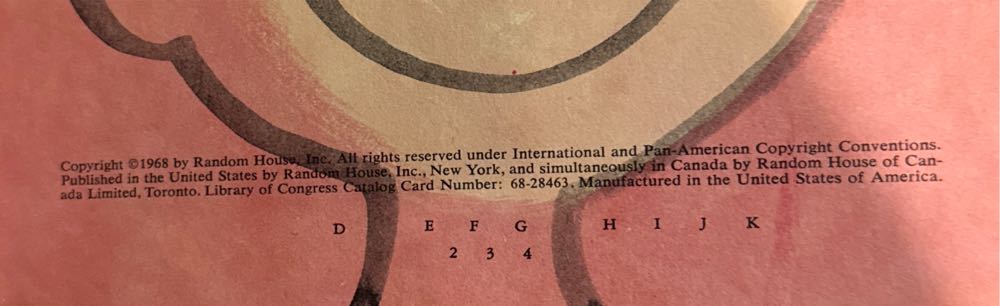 Copyright ©1968 by Random House, Inc. All rights reserved under International and Pan-American Copyright Conventions.
Published in the United States by Random House, Inc., New York, and simultaneously in Canada by Random House of Can-
ada Limited, Toronto. Library of Congress Catalog Card Number: 68-28463. Manufactured in the United States of America.
D E F G H I J K
2 3 4